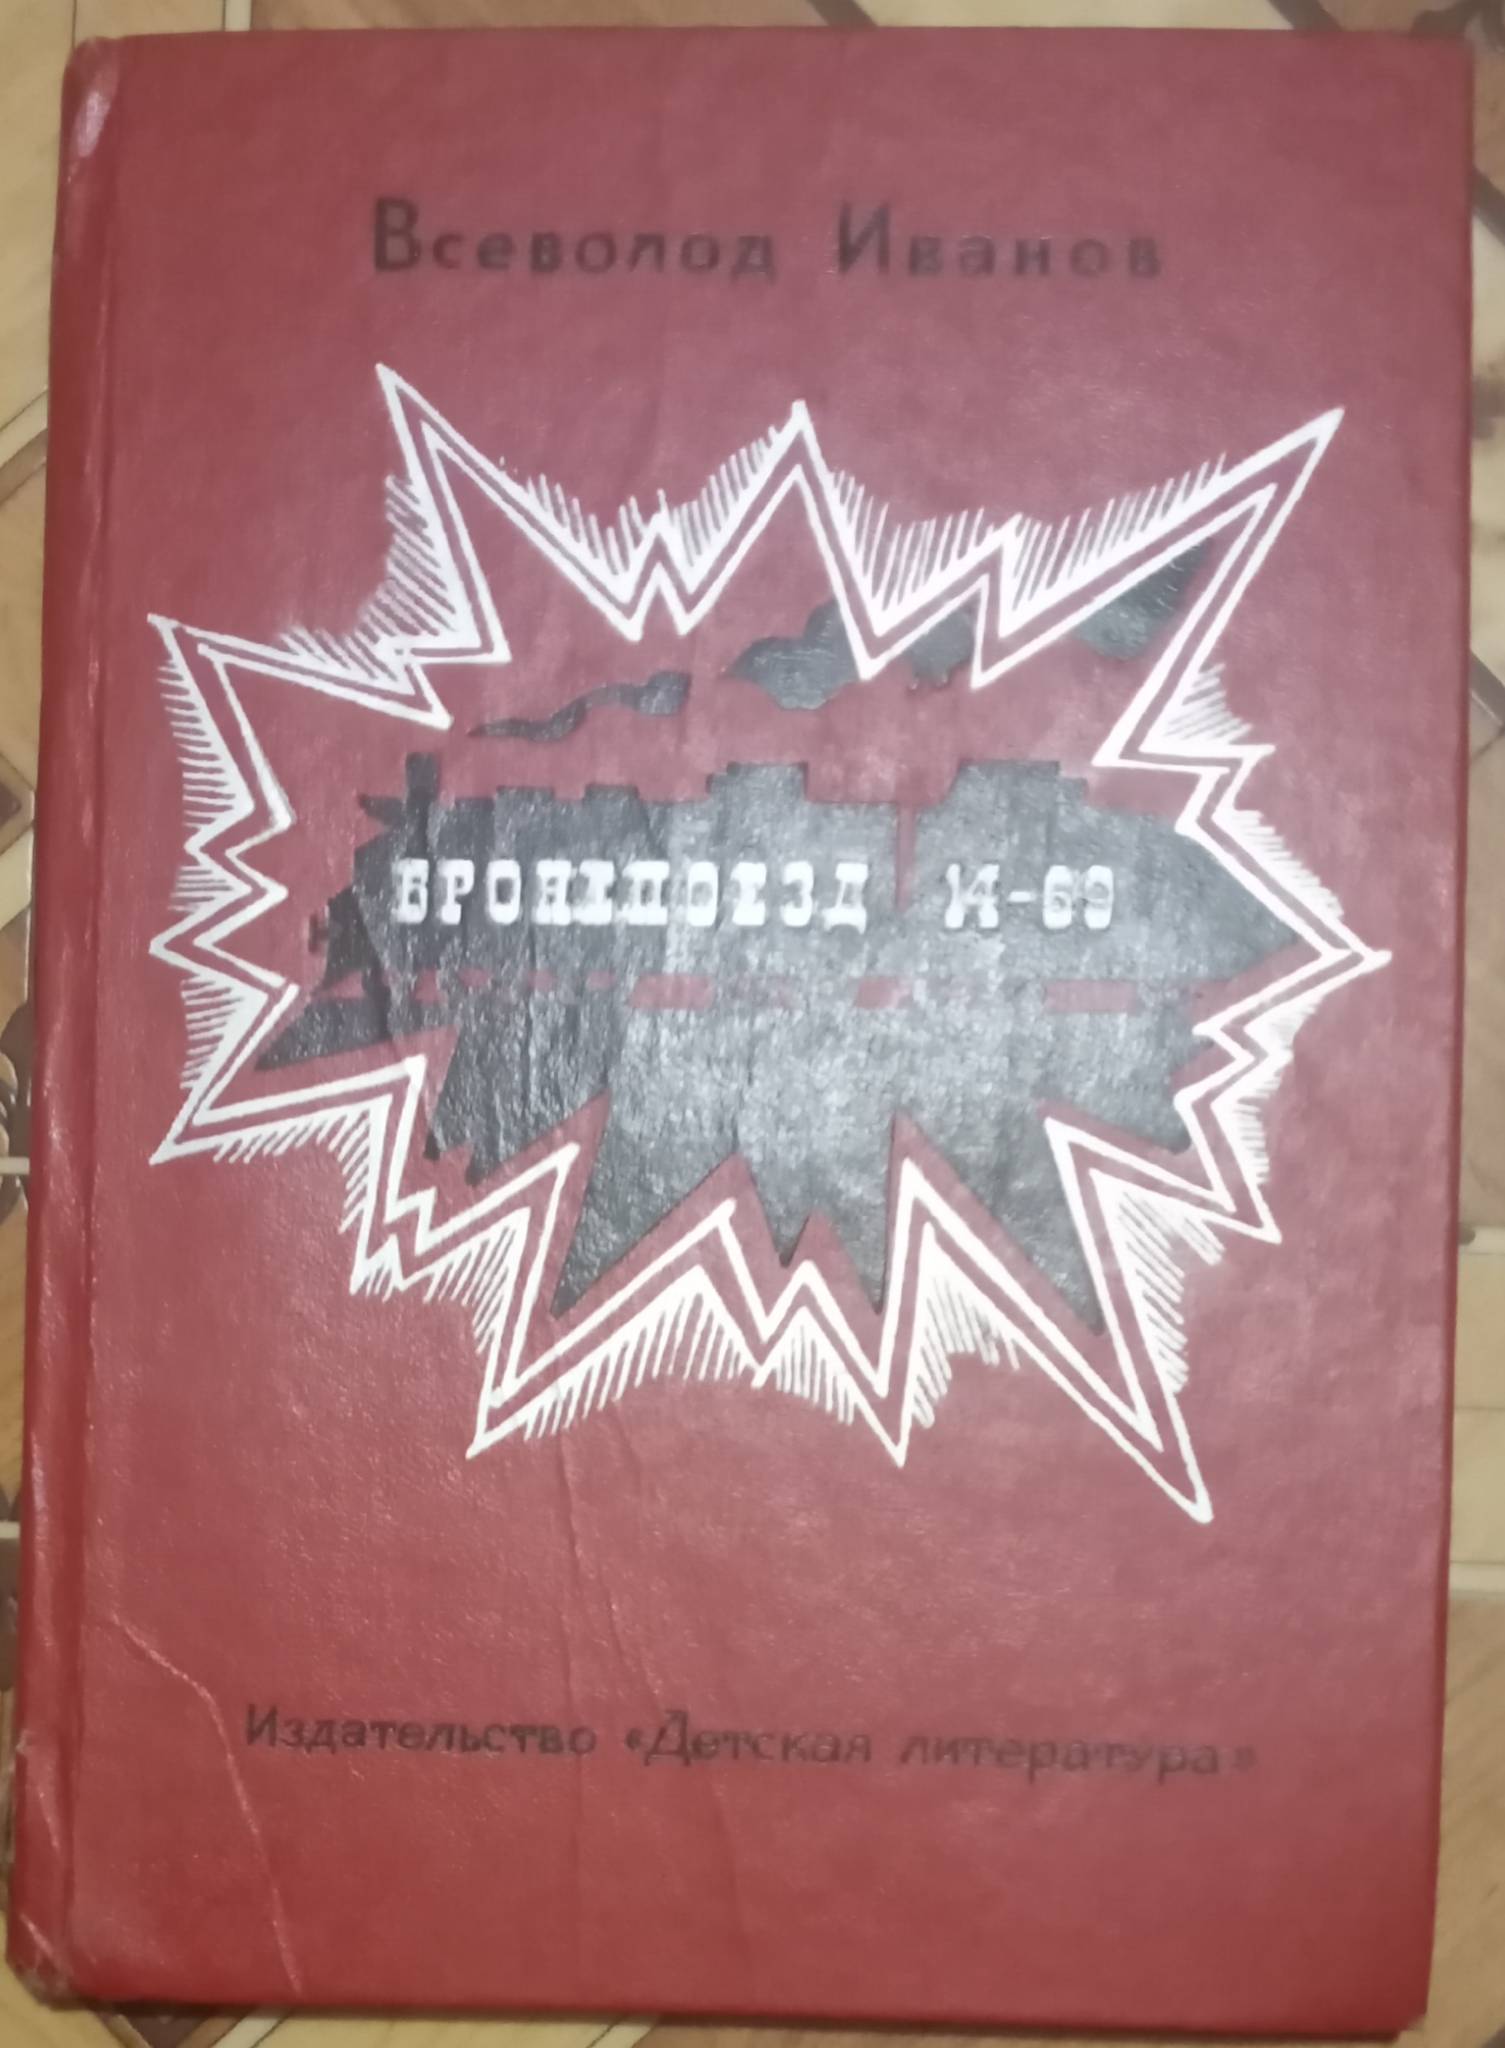 Всеволод Иванов
БРОНЕПОЕЗД 14-69
Издательство «Детская литература»